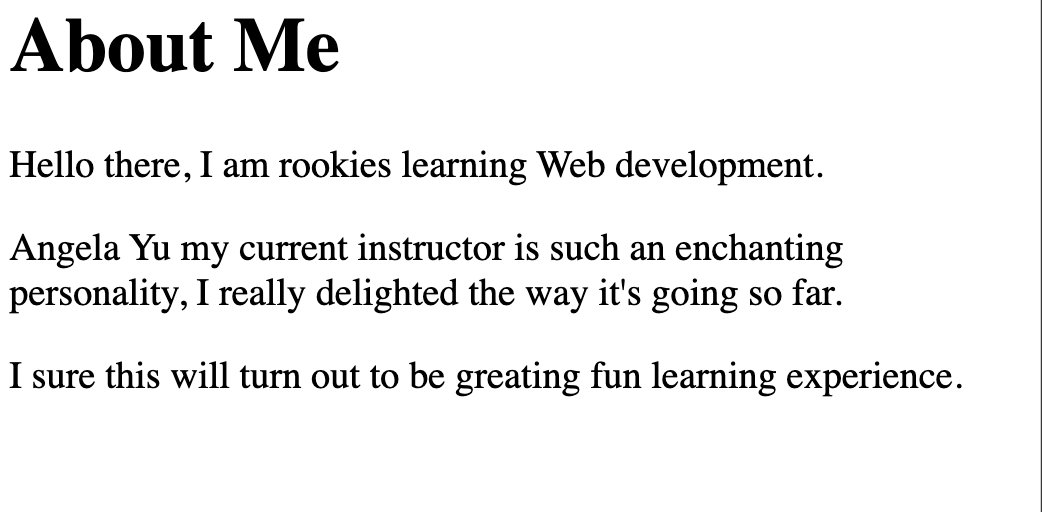 About Me
Hello there, I am rookies learning Web development.
Angela Yu my current instructor is such an enchanting
personality, I really delighted the way it's going so far.
I sure this will turn out to be greating fun learning experience.